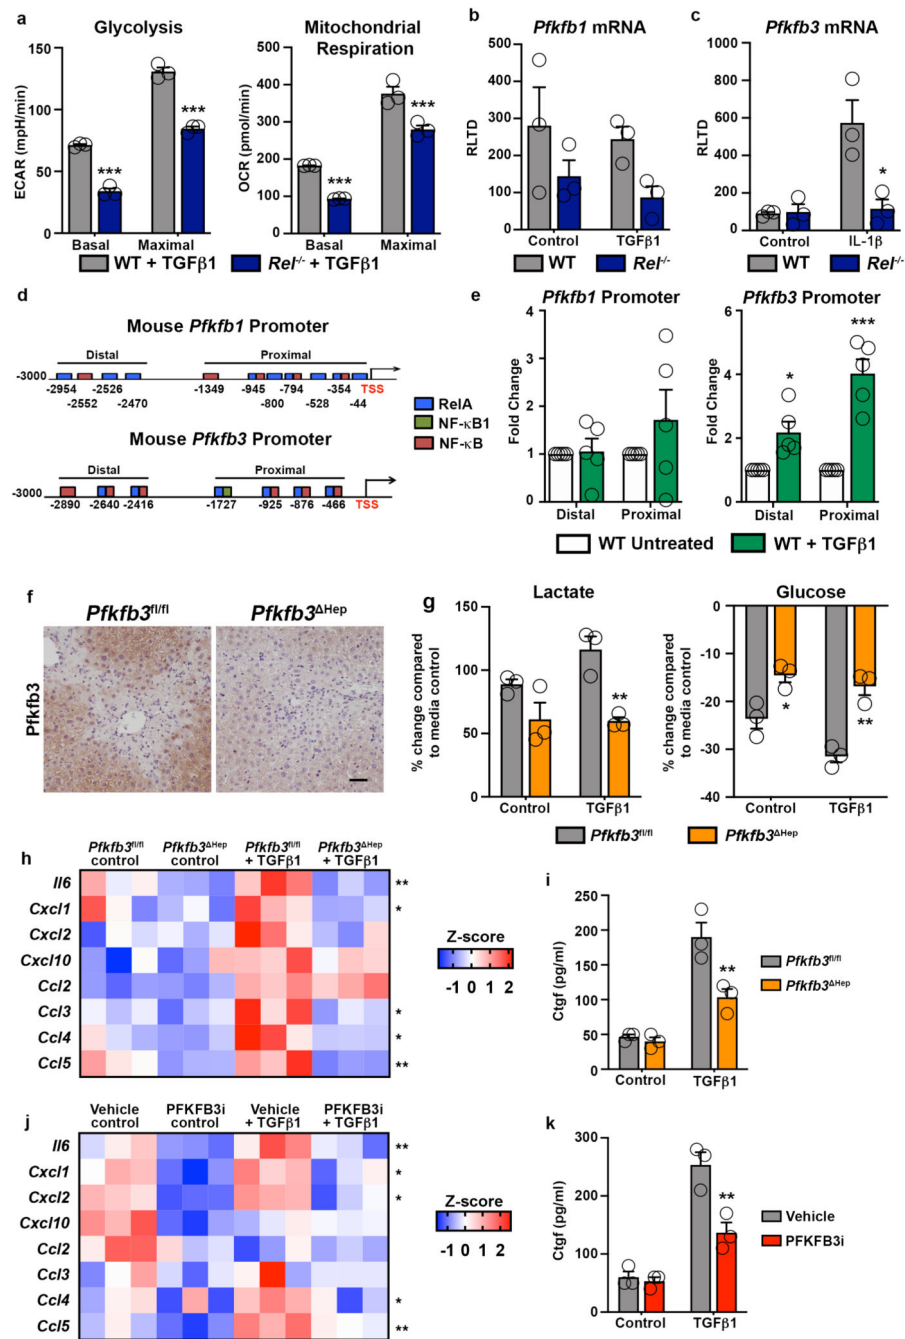 a
Glycolysis
Mitochondrial
Respiration
ECAR (mpH/min)
150
100
50
0
***
***
Basal
Maximal
OCR (pmol/min)
500
400
300
200
100
0
***
***
Basal
Maximal
WT + TGFβ1
Rel-/- + TGFβ1
b
Pfkfb1 mRNA
RLTD
500
400
300
200
100
0
Control
TGFβ1
WT
Rel-/-
c
Pfkfb3 mRNA
RLTD
1000
800
600
400
200
0
*
Control
IL-1β
WT
Rel-/-
d
Mouse Pfkfb1 Promoter
Distal
Proximal
-3000
-2954 -2526 -1349 -945 -794 -354 TSS
-2552 -2470 -800 -528 -44
Mouse Pfkfb3 Promoter
Distal
Proximal
-3000
-2890 -2640 -2416 -1727 -925 -876 -466 TSS
RelA
NF-κB1
NF-κB
e
Pfkfb1 Promoter
Fold Change
4
3
2
1
0
Distal
Proximal
Pfkfb3 Promoter
Fold Change
6
4
2
0
*
***
Distal
Proximal
WT Untreated
WT + TGFβ1
f
Pfkfb3fl/fl
Pfkfb3ΔHep
Pfkfb3
g
Lactate
% change compared
to media control
150
100
50
0
**
Control
TGFβ1
Glucose
% change compared
to media control
0
-10
-20
-30
-40
*
**
Control
TGFβ1
Pfkfb3fl/fl
Pfkfb3ΔHep
h
Pfkfb3fl/fl Pfkfb3ΔHep Pfkfb3fl/fl Pfkfb3ΔHep
control control + TGFβ1 + TGFβ1
Il6 **
Cxcl1 *
Cxcl2
Cxcl10
Ccl2
Ccl3 *
Ccl4 *
Ccl5 **
Z-score
-1 0 1 2
i
Ctgf (pg/ml)
250
200
150
100
50
0
**
Control
TGFβ1
Pfkfb3fl/fl
Pfkfb3ΔHep
j
Vehicle PFKFB3i Vehicle PFKFB3i
control control + TGFβ1 + TGFβ1
Il6 **
Cxcl1 *
Cxcl2 *
Cxcl10
Ccl2
Ccl3
Ccl4 *
Ccl5 **
Z-score
-1 0 1 2
k
Ctgf (pg/ml)
300
200
100
0
**
Control
TGFβ1
Vehicle
PFKFB3i